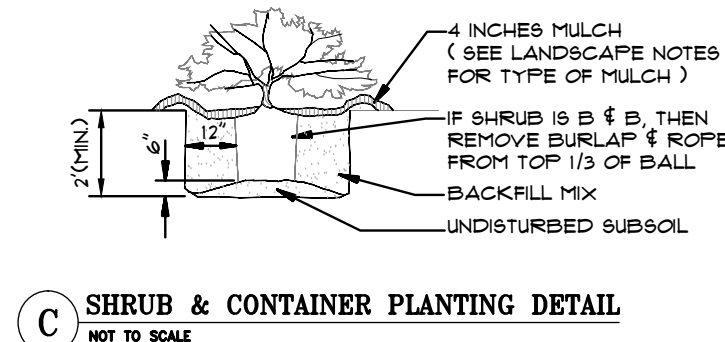 4 INCHES MULCH
( SEE LANDSCAPE NOTES
FOR TYPE OF MULCH )
IF SHRUB IS B & B, THEN
REMOVE BURLAP & ROPE
FROM TOP 1/3 OF BALL
BACKFILL MIX
UNDISTURBED SUBSOIL
2'(MIN.)
6"
12"
C
SHRUB & CONTAINER PLANTING DETAIL
NOT TO SCALE